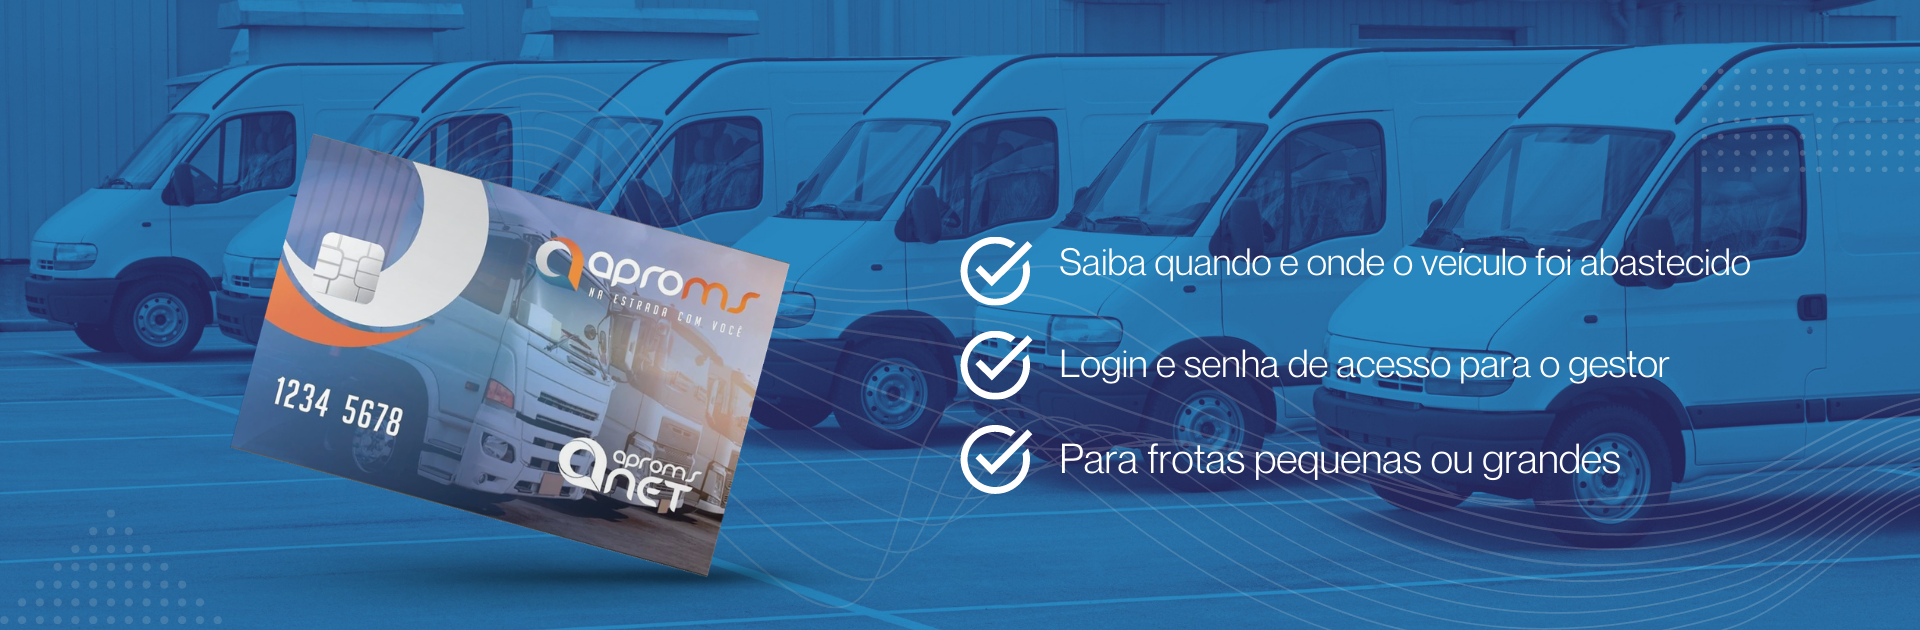 aproms
NA ESTRADA COM VOCÊ
1234 5678
aproms
NET
Saiba quando e onde o veículo foi abastecido
Login e senha de acesso para o gestor
Para frotas pequenas ou grandes